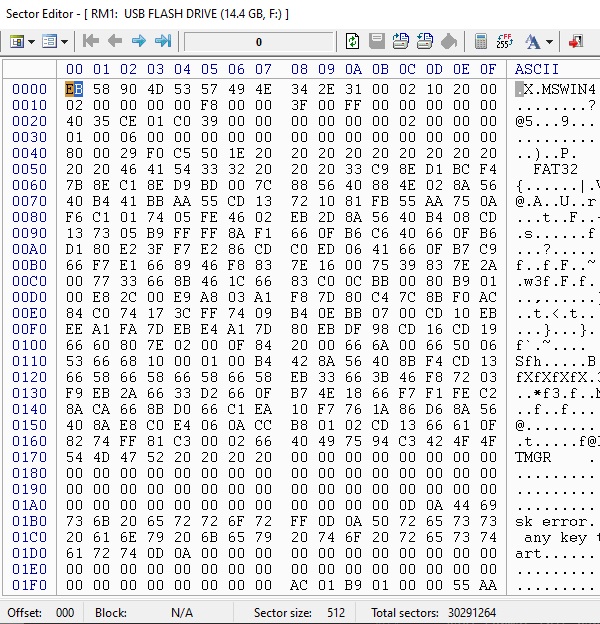 Sector Editor - [ RM1: USB FLASH DRIVE (14.4 GB, F:) ]
0
FF
255
00 01 02 03 04 05 06 07 08 09 0A 0B 0C 0D 0E 0F ASCII
0000 EB 58 90 4D 53 57 49 4E 34 2E 31 00 02 10 20 00 .X.MSWIN4
0010 02 00 00 00 00 F8 00 00 3F 00 FF 00 00 00 00 00 ........?
0020 40 35 CE 01 C0 39 00 00 00 00 00 00 02 00 00 00 @5...9...
0030 01 00 06 00 00 00 00 00 00 00 00 00 00 00 00 00 .........
0040 80 00 29 F0 C5 50 1E 20 20 20 20 20 20 20 20 20 ..)..P.
0050 20 20 46 41 54 33 32 20 20 20 33 C9 8E D1 BC F4 FAT32
0060 7B 8E C1 8E D9 BD 00 7C 88 56 40 88 4E 02 8A 56 {......|.V
0070 40 B4 41 BB AA 55 CD 13 72 10 81 FB 55 AA 75 0A @.A..U..r
0080 F6 C1 01 74 05 FE 46 02 EB 2D 8A 56 40 B4 08 CD ...t..F..-
0090 13 73 05 B9 FF FF 8A F1 66 0F B6 C6 40 66 0F B6 .s......f
00A0 D1 80 E2 3F F7 E2 86 CD C0 ED 06 41 66 0F B7 C9 ...?.....
00B0 66 F7 E1 66 89 46 F8 83 7E 16 00 75 39 83 7E 2A f..f.F..~
00C0 00 77 33 66 8B 46 1C 66 83 C0 0C BB 00 80 B9 01 .w3f.F.f.
00D0 00 E8 2C 00 E9 A8 03 A1 F8 7D 80 C4 7C 8B F0 AC ..,......}
00E0 84 C0 74 17 3C FF 74 09 B4 0E BB 07 00 CD 10 EB ..t.<.t..
00F0 EE A1 FA 7D EB E4 A1 7D 80 EB DF 98 CD 16 CD 19 ...}...}.
0100 66 60 80 7E 02 00 0F 84 20 00 66 6A 00 66 50 06 f`.~....
0110 53 66 68 10 00 01 00 B4 42 8A 56 40 8B F4 CD 13 Sfh.....B
0120 66 58 66 58 66 58 66 58 EB 33 66 3B 46 F8 72 03 fXfXfXfX.3
0130 F9 EB 2A 66 33 D2 66 0F B7 4E 18 66 F7 F1 FE C2 ..*f3.f..N
0140 8A CA 66 8B D0 66 C1 EA 10 F7 76 1A 86 D6 8A 56 ..f..f...
0150 40 8A E8 C0 E4 06 0A CC B8 01 02 CD 13 66 61 0F @........
0160 82 74 FF 81 C3 00 02 66 40 49 75 94 C3 42 4F 4F .t.....f@I
0170 54 4D 47 52 20 20 20 20 00 00 00 00 00 00 00 00 TMGR .....
0180 00 00 00 00 00 00 00 00 00 00 00 00 00 00 00 00 .........
0190 00 00 00 00 00 00 00 00 00 00 00 00 00 00 00 00 .........
01A0 00 00 00 00 00 00 00 00 00 00 00 00 0D 0A 44 69 .........
01B0 73 6B 20 65 72 72 6F 72 FF 0D 0A 50 72 65 73 73 sk error.
01C0 20 61 6E 79 20 6B 65 79 20 74 6F 20 72 65 73 74 any key t
01D0 61 72 74 0D 0A 00 00 00 00 00 00 00 00 00 00 00 art......
01E0 00 00 00 00 00 00 00 00 00 00 00 00 00 00 00 00 .........
01F0 00 00 00 00 00 00 00 00 AC 01 B9 01 00 00 55 AA .........
Offset: 000 Block: N/A Sector size: 512 Total sectors: 30291264